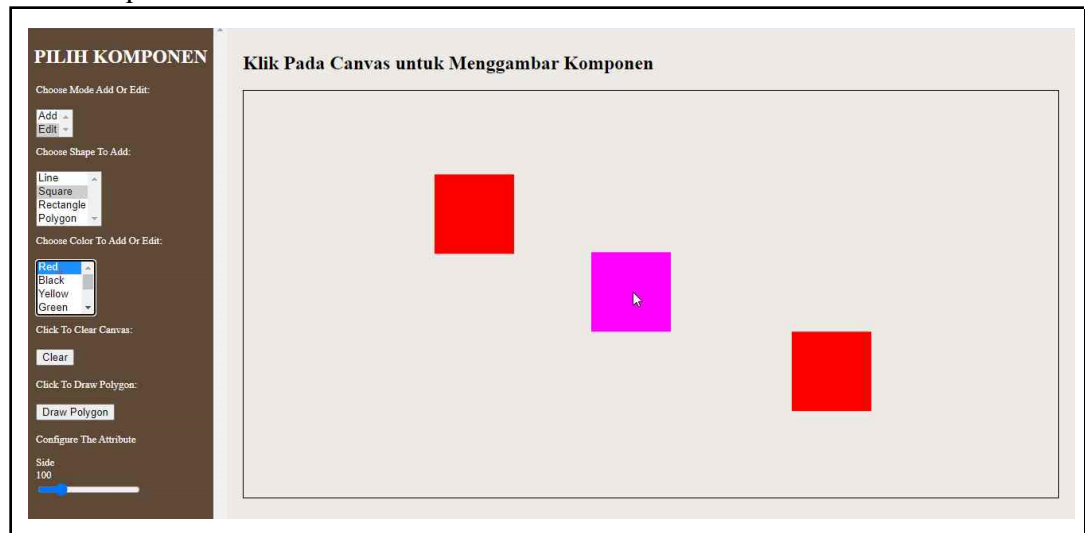 PILIH KOMPONEN
Choose Mode Add Or Edit:
Add
Edit
Choose Shape To Add:
Line
Square
Rectangle
Polygon
Choose Color To Add Or Edit:
Red
Black
Yellow
Green
Click To Clear Canvas:
Clear
Click To Draw Polygon:
Draw Polygon
Configure The Attribute
Side
100
Klik Pada Canvas untuk Menggambar Komponen